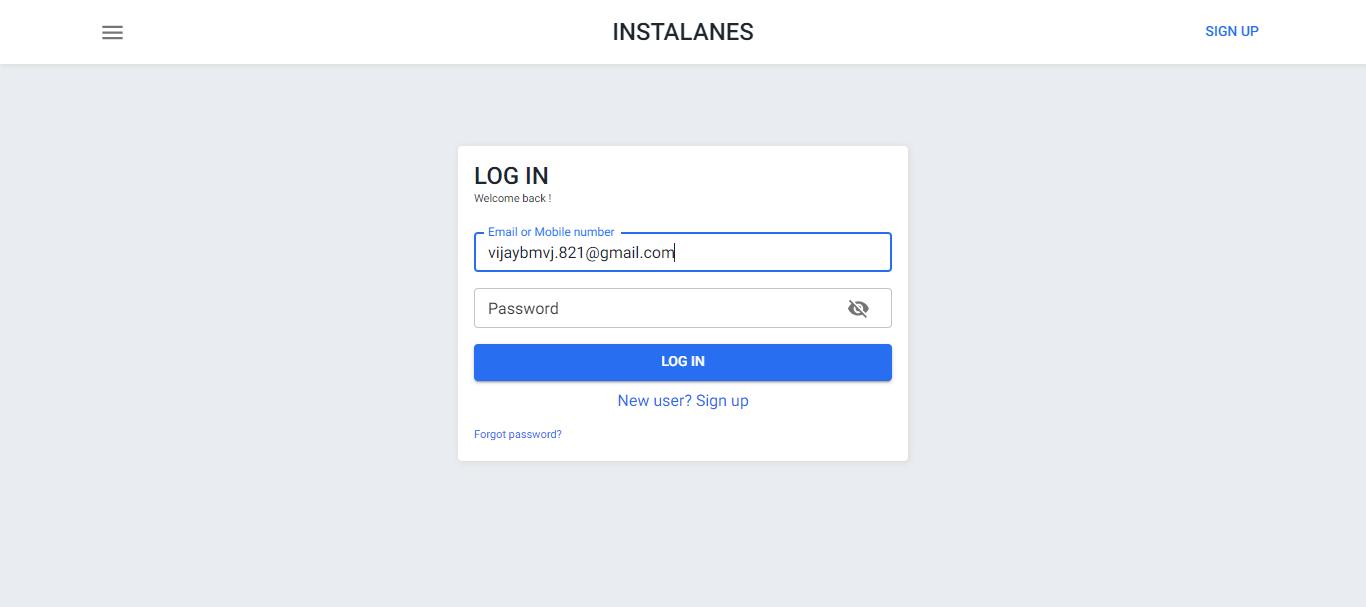 INSTALANES
SIGN UP
LOG IN
Welcome back !
Email or Mobile number
vijaybmvj.821@gmail.com
Password
LOG IN
New user? Sign up
Forgot password?